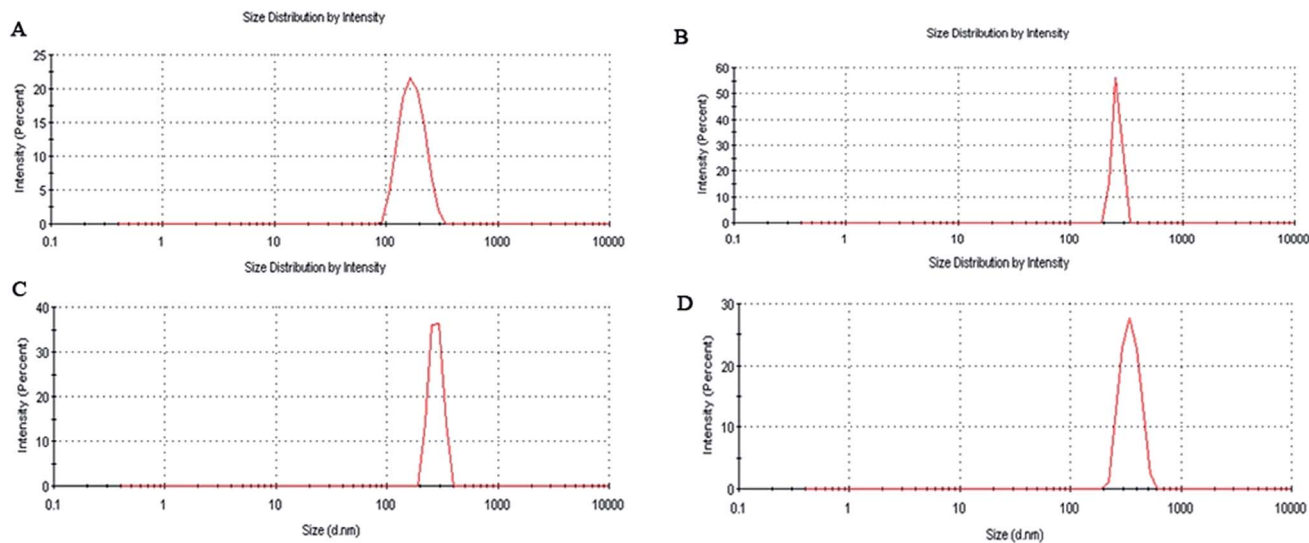 Size Distribution by Intensity
A
25
20
15
10
5
0
Intensity (Percent)
0.1 1 10 100 1000 10000
Size Distribution by Intensity
B
60
50
40
30
20
10
0
Intensity (Percent)
0.1 1 10 100 1000 10000
Size Distribution by Intensity
C
40
30
20
10
0
Intensity (Percent)
0.1 1 10 100 1000 10000
Size (d.nm)
Size Distribution by Intensity
D
30
20
10
0
Intensity (Percent)
0.1 1 10 100 1000 10000
Size (d.nm)